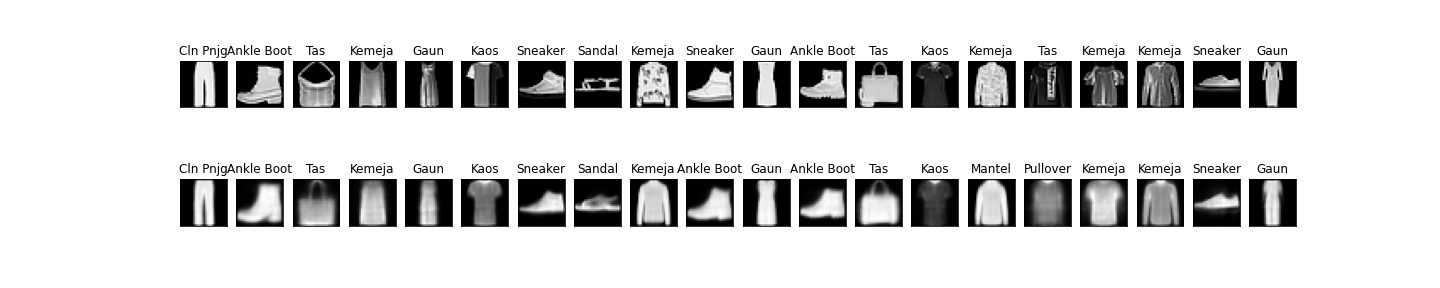 Cln Pnjg Ankle Boot Tas Kemeja Gaun Kaos Sneaker Sandal Kemeja Sneaker Gaun Ankle Boot Tas Kaos Kemeja Tas Kemeja Kemeja Sneaker Gaun
Cln Pnjg Ankle Boot Tas Kemeja Gaun Kaos Sneaker Sandal Kemeja Ankle Boot Gaun Ankle Boot Tas Kaos Mantel Pullover Kemeja Kemeja Sneaker Gaun